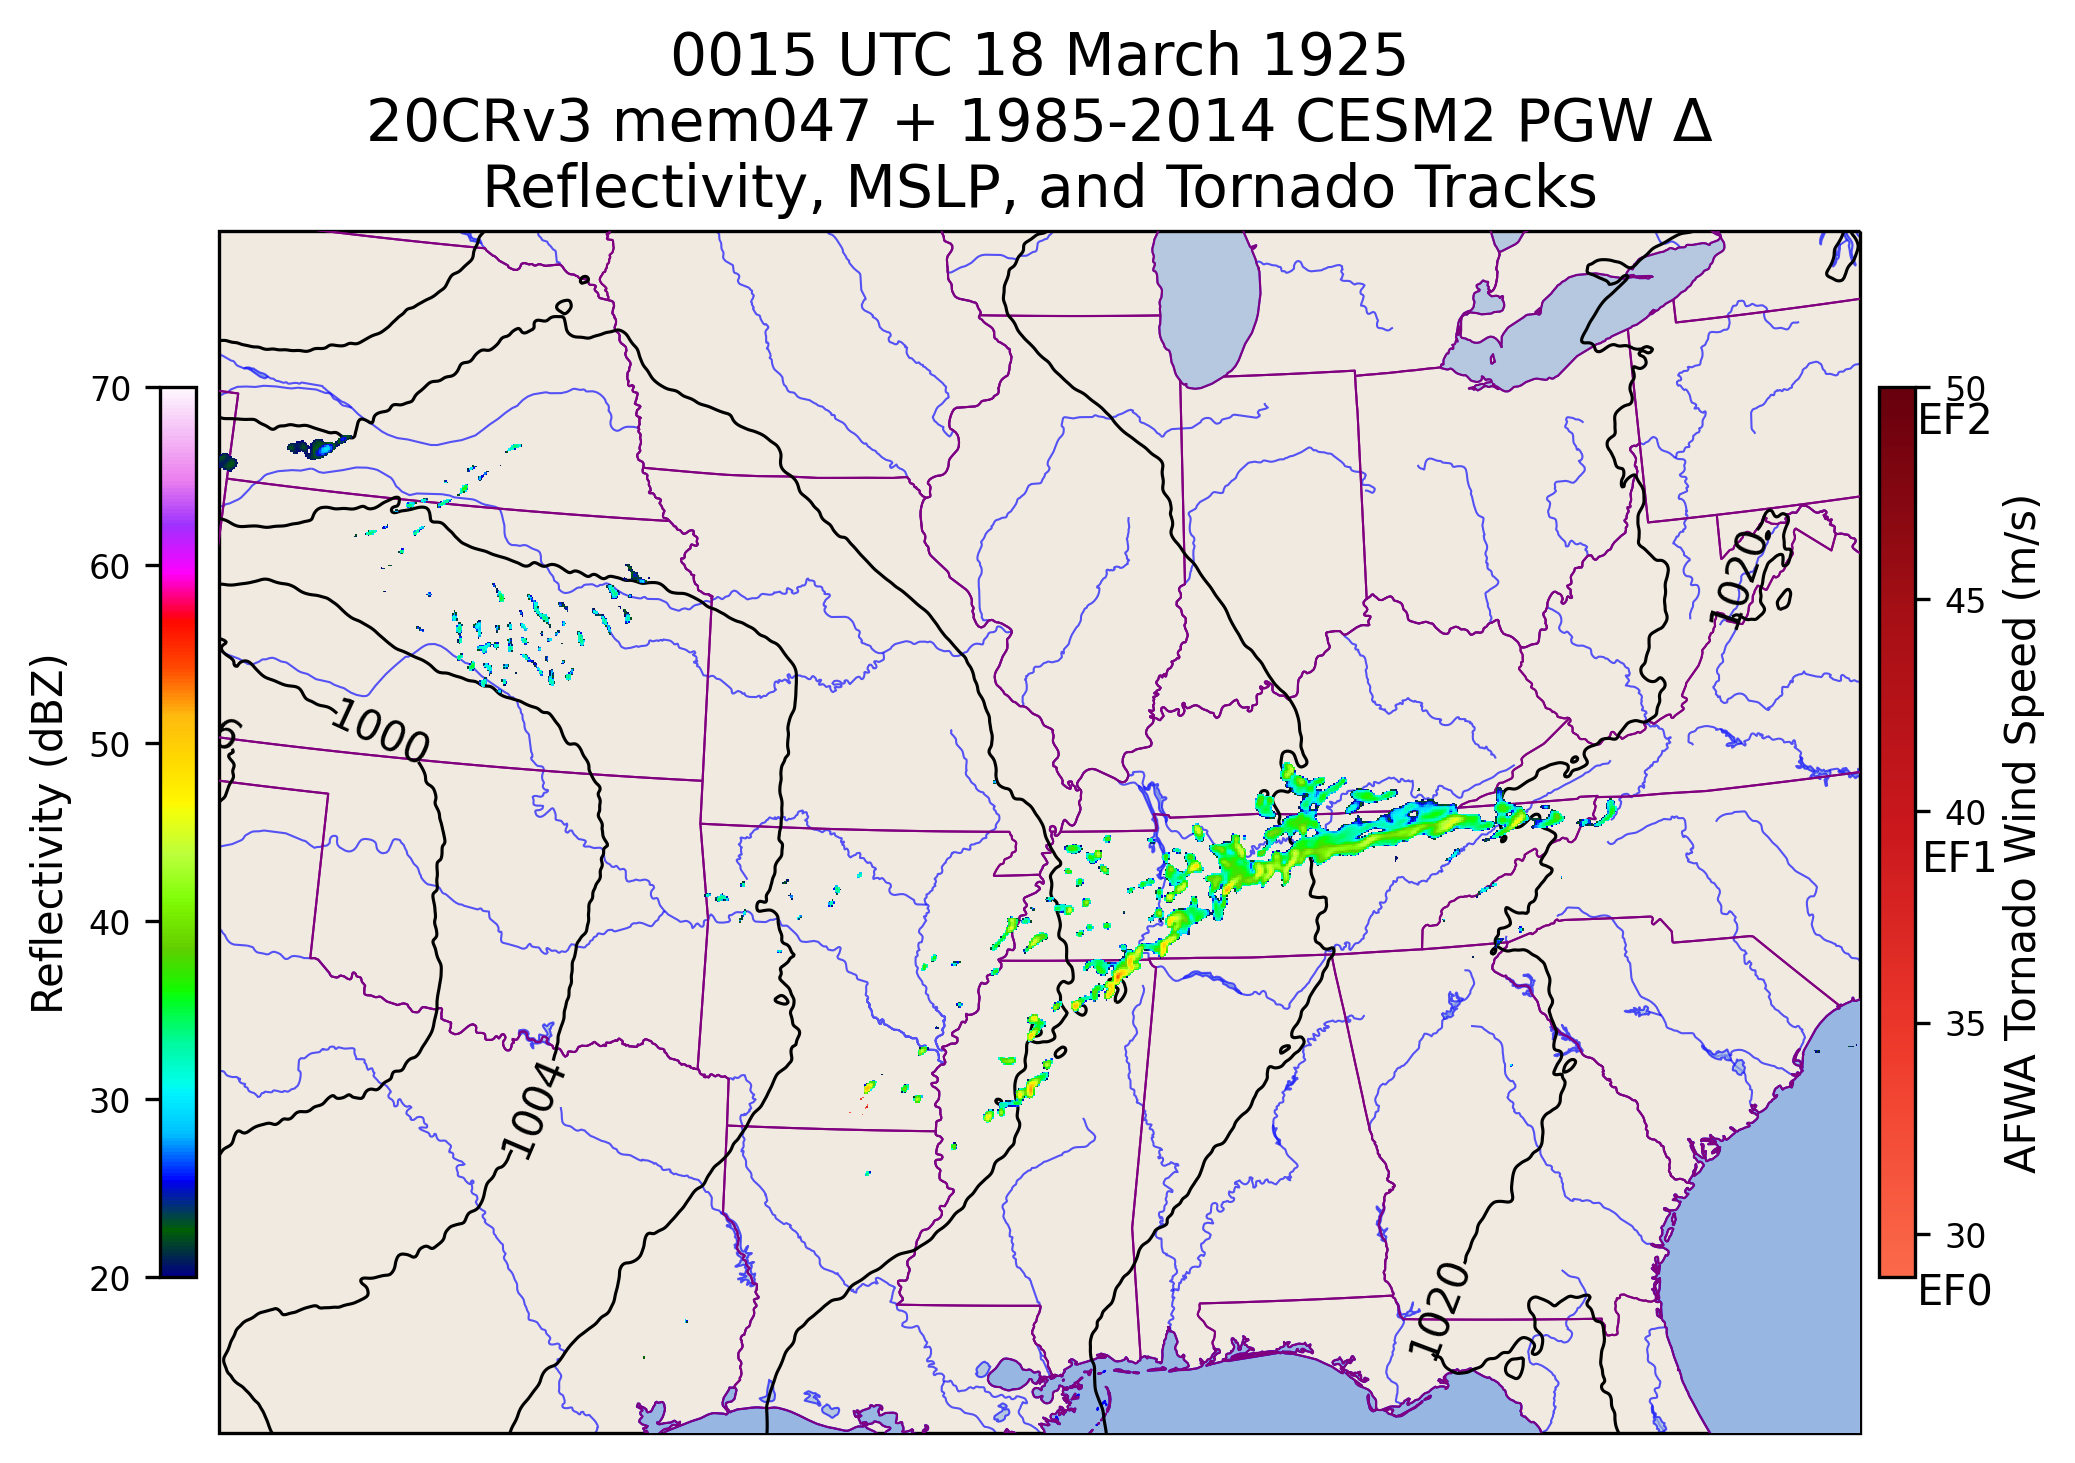 0015 UTC 18 March 1925
20CRv3 mem047 + 1985-2014 CESM2 PGW Δ
Reflectivity, MSLP, and Tornado Tracks
70
60
50
40
30
20
Reflectivity (dBZ)
1020
1000
6
1004
1020
50
EF2
45
40
EF1
35
30
EF0
AFWA Tornado Wind Speed (m/s)